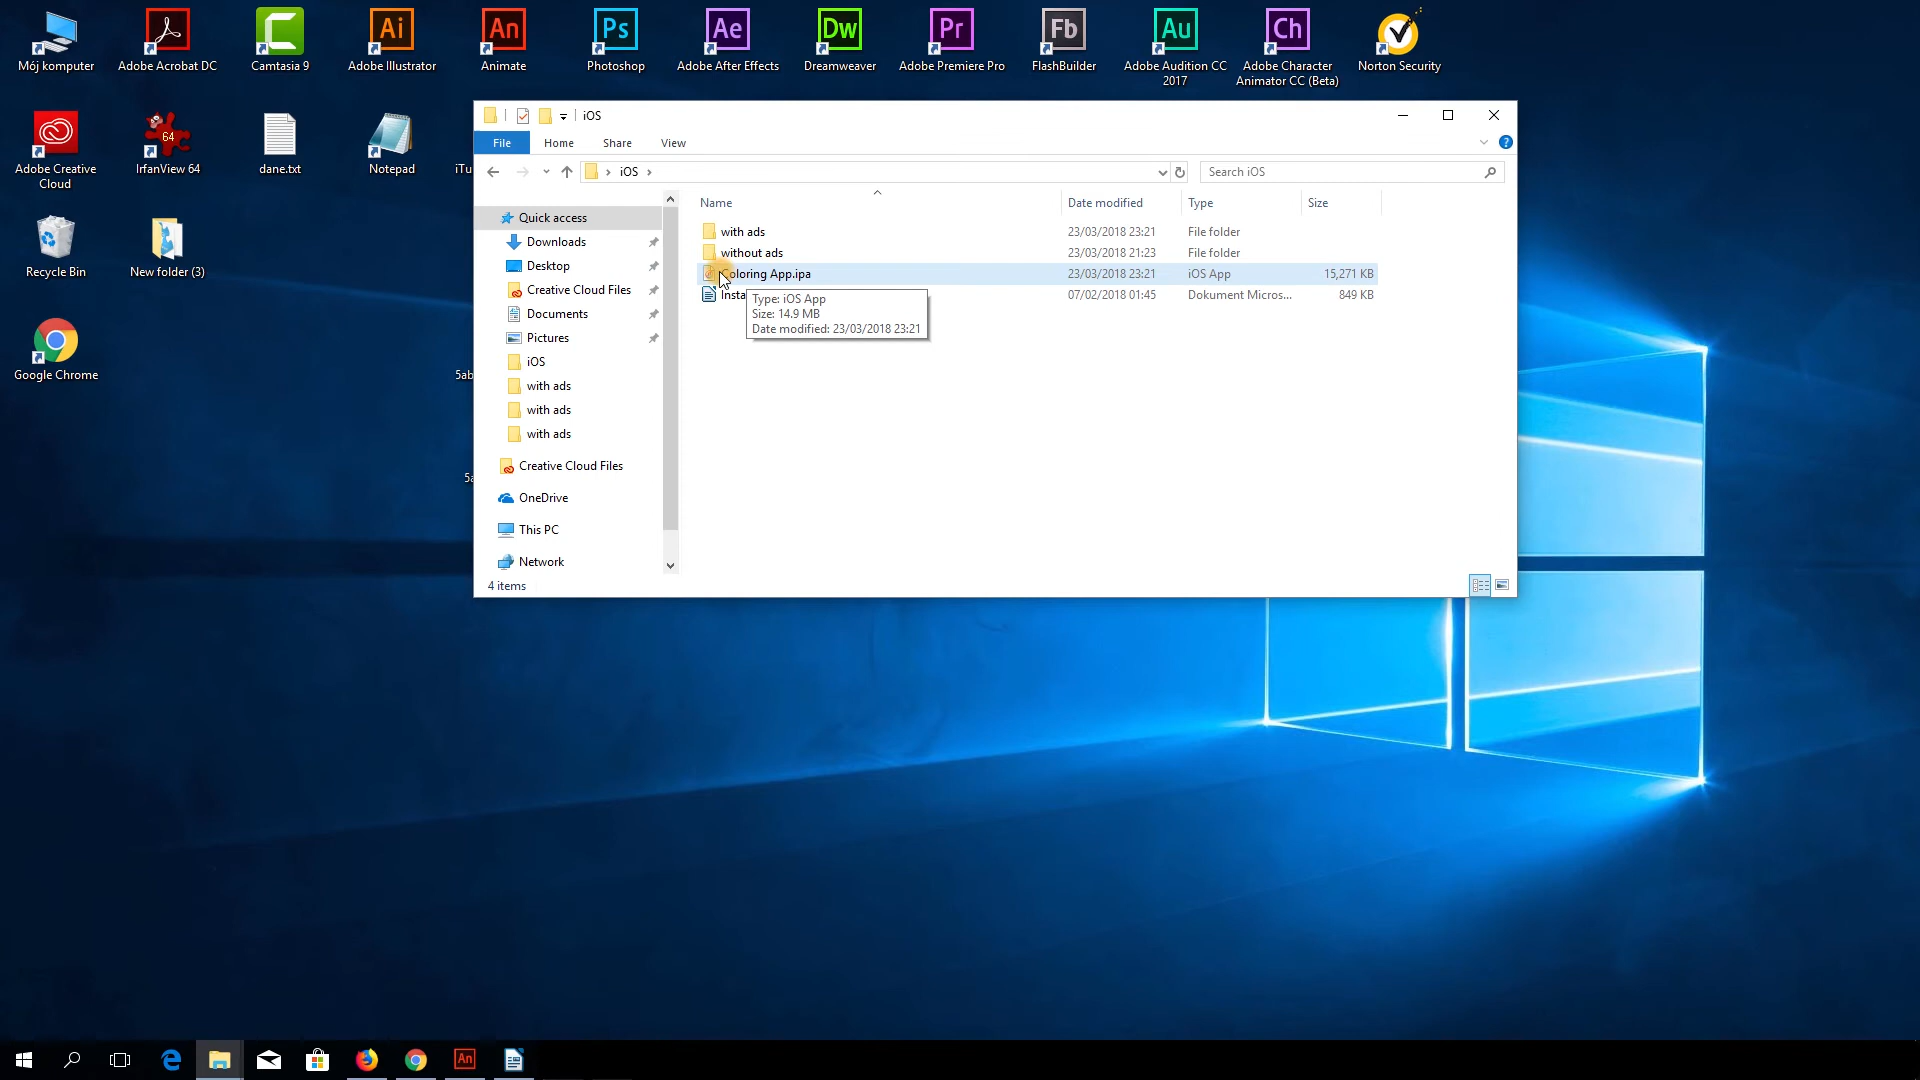 Ai
An
Ps
Ae
Dw
Pr
Fb
Au
Ch
Mój komputer
Adobe Acrobat DC
Camtasia 9
Adobe Illustrator
Animate
Photoshop
Adobe After Effects
Dreamweaver
Adobe Premiere Pro
FlashBuilder
Adobe Audition CC
2017
Adobe Character
Animator CC (Beta)
Norton Security
64
Adobe Creative
Cloud
IrfanView 64
dane.txt
Notepad
iTu
Recycle Bin
New folder (3)
Google Chrome
5ab
5a
iOS
File
Home
Share
View
iOS
Search iOS
Name
Date modified
Type
Size
with ads
23/03/2018 23:21
File folder
without ads
23/03/2018 21:23
File folder
Coloring App.ipa
23/03/2018 23:21
iOS App
15,271 KB
Insta
07/02/2018 01:45
Dokument Micros...
849 KB
Type: iOS App
Size: 14.9 MB
Date modified: 23/03/2018 23:21
Quick access
Downloads
Desktop
Creative Cloud Files
Documents
Pictures
iOS
with ads
with ads
with ads
Creative Cloud Files
OneDrive
This PC
Network
4 items
An